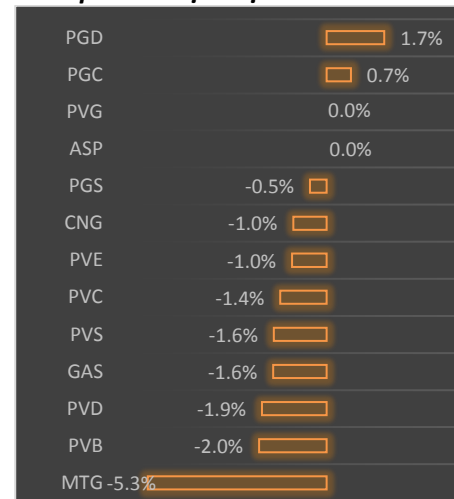 PGD 1.7%
PGC 0.7%
PVG 0.0%
ASP 0.0%
PGS -0.5%
CNG -1.0%
PVE -1.0%
PVC -1.4%
PVS -1.6%
GAS -1.6%
PVD -1.9%
PVB -2.0%
MTG -5.3%